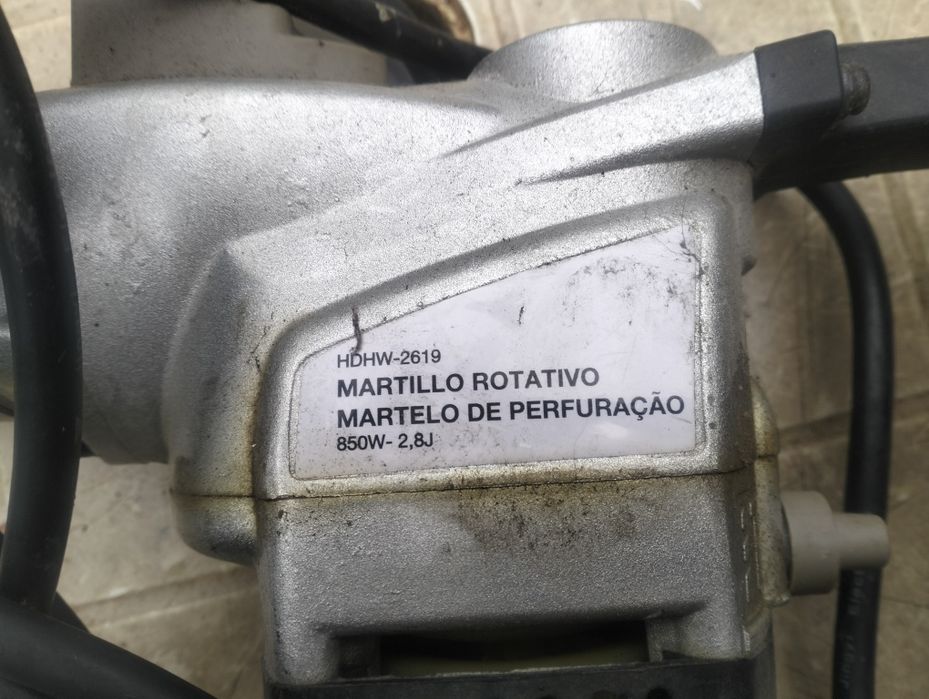 HDHW-2619
MARTILLO ROTATIVO
MARTELO DE PERFURAÇÃO
850W- 2,8J